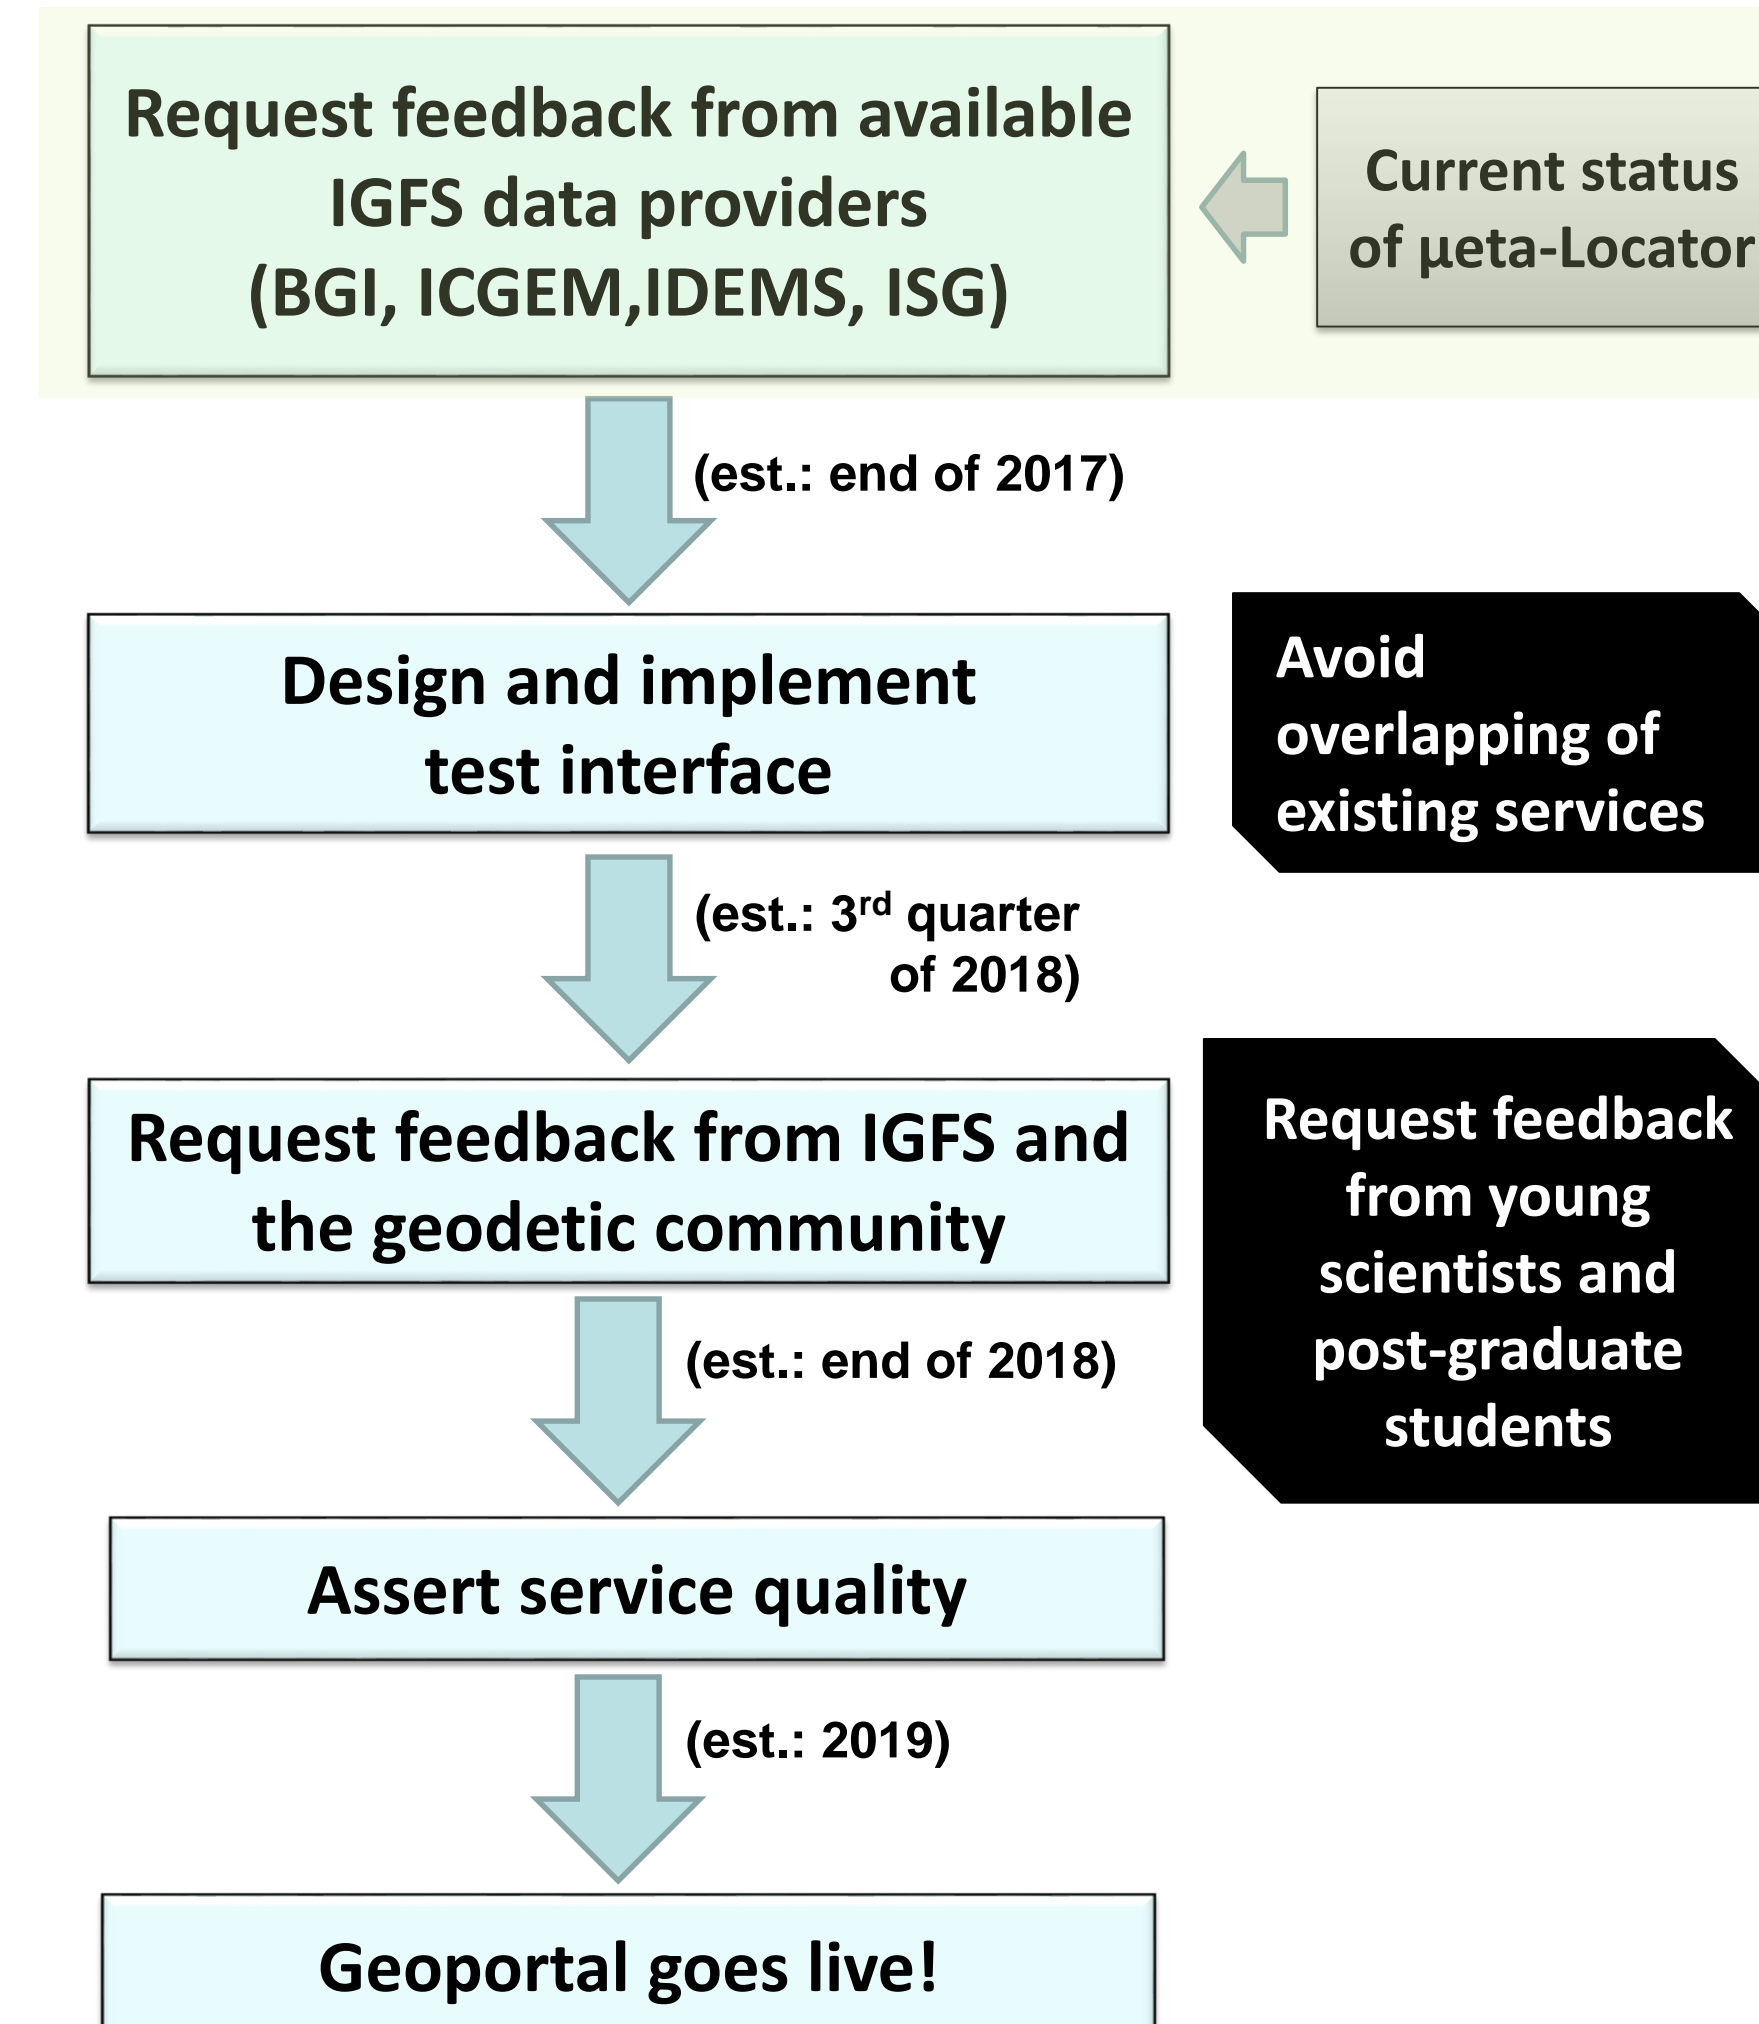 Request feedback from available
IGFS data providers
(BGI, ICGEM,IDEMS, ISG)
Current status
of μeta-Locator
(est.: end of 2017)
Design and implement
test interface
Avoid
overlapping of
existing services
(est.: 3rd quarter
of 2018)
Request feedback from IGFS and
the geodetic community
Request feedback
from young
scientists and
post-graduate
students
(est.: end of 2018)
Assert service quality
(est.: 2019)
Geoportal goes live!